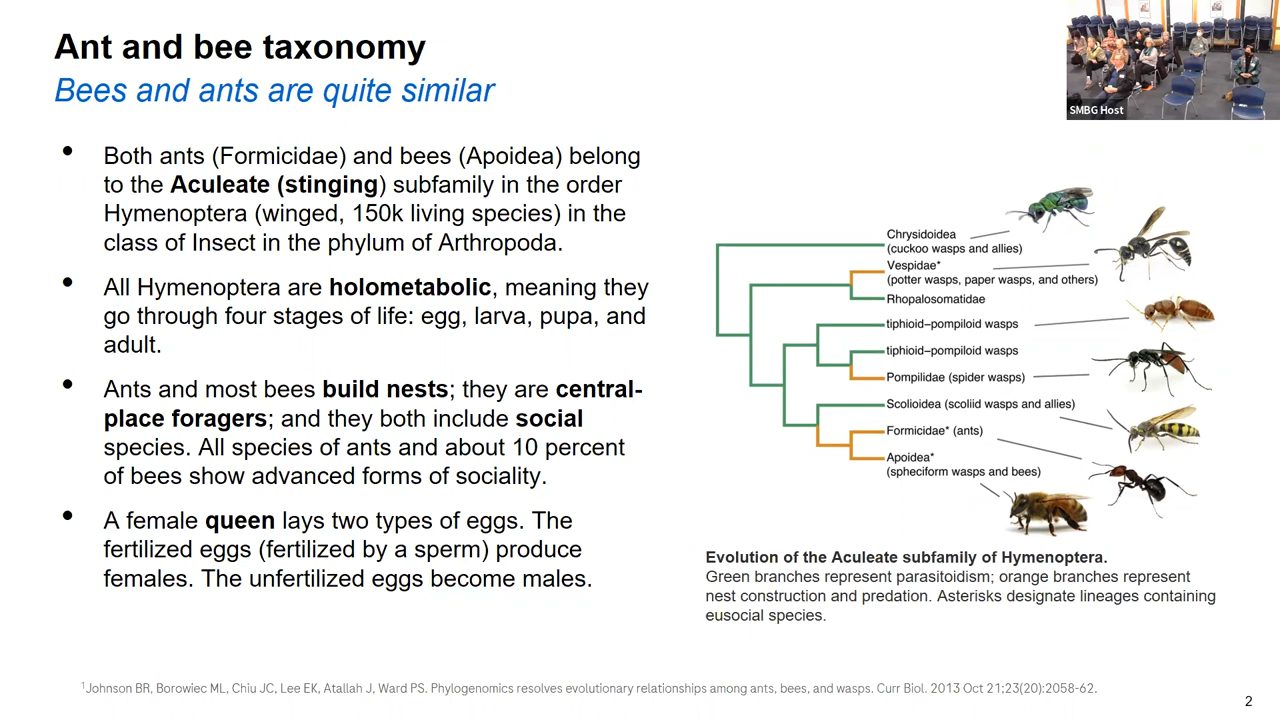 Ant and bee taxonomy
Bees and ants are quite similar
SMBG Host
• Both ants (Formicidae) and bees (Apoidea) belong
to the Aculeate (stinging) subfamily in the order
Hymenoptera (winged, 150k living species) in the
class of Insect in the phylum of Arthropoda.
• All Hymenoptera are holometabolic, meaning they
go through four stages of life: egg, larva, pupa, and
adult.
• Ants and most bees build nests; they are central-
place foragers; and they both include social
species. All species of ants and about 10 percent
of bees show advanced forms of sociality.
• A female queen lays two types of eggs. The
fertilized eggs (fertilized by a sperm) produce
females. The unfertilized eggs become males.
Chrysidoidea
(cuckoo wasps and allies)
Vespidae*
(potter wasps, paper wasps, and others)
Rhopalosomatidae
tiphioid–pompiloid wasps
tiphioid–pompiloid wasps
Pompilidae (spider wasps)
Scolioidea (scoliid wasps and allies)
Formicidae* (ants)
Apoidea*
(spheciform wasps and bees)
Evolution of the Aculeate subfamily of Hymenoptera.
Green branches represent parasitoidism; orange branches represent
nest construction and predation. Asterisks designate lineages containing
eusocial species.
1Johnson BR, Borowiec ML, Chiu JC, Lee EK, Atallah J, Ward PS. Phylogenomics resolves evolutionary relationships among ants, bees, and wasps. Curr Biol. 2013 Oct 21;23(20):2058-62.
2